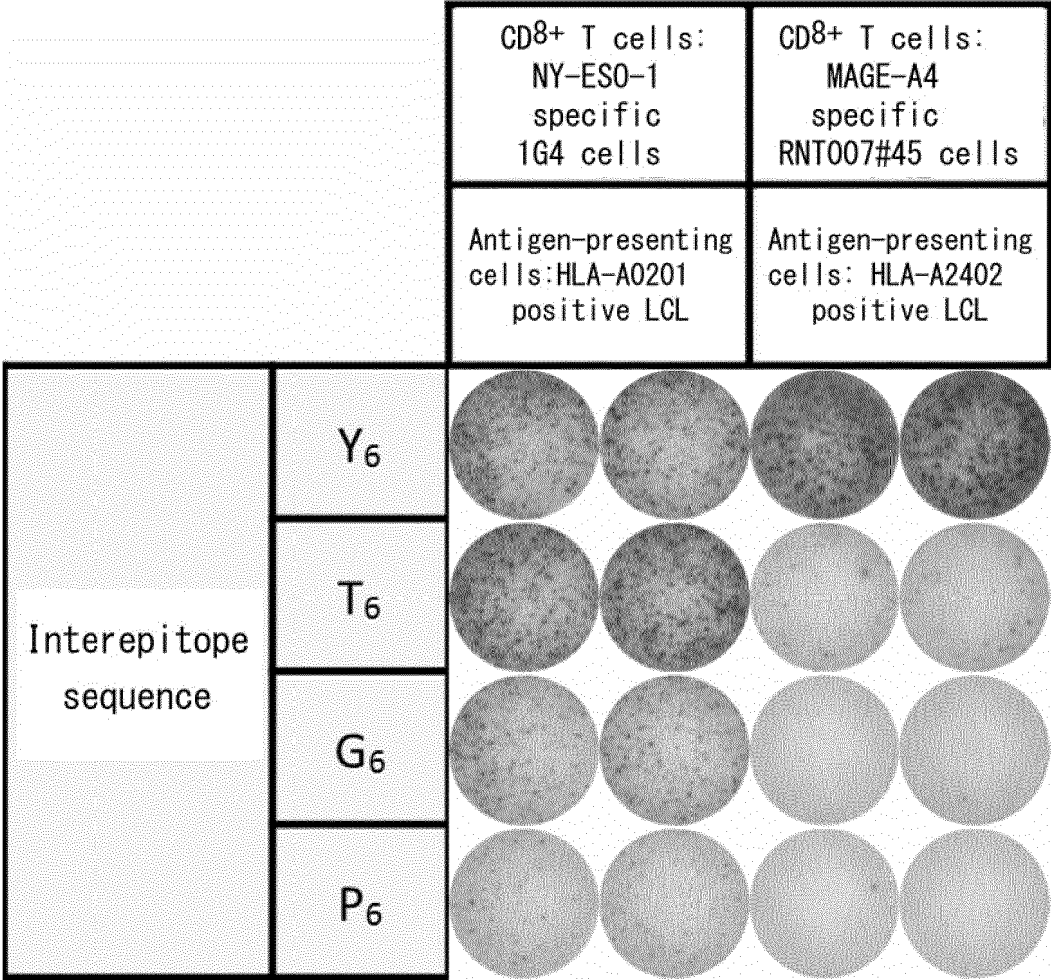 CD8+ T cells:
NY-ESO-1
specific
1G4 cells
CD8+ T cells:
MAGE-A4
specific
RNT007#45 cells
Antigen-presenting
cells:HLA-A0201
positive LCL
Antigen-presenting
cells: HLA-A2402
positive LCL
Interepitope
sequence
Y6
T6
G6
P6